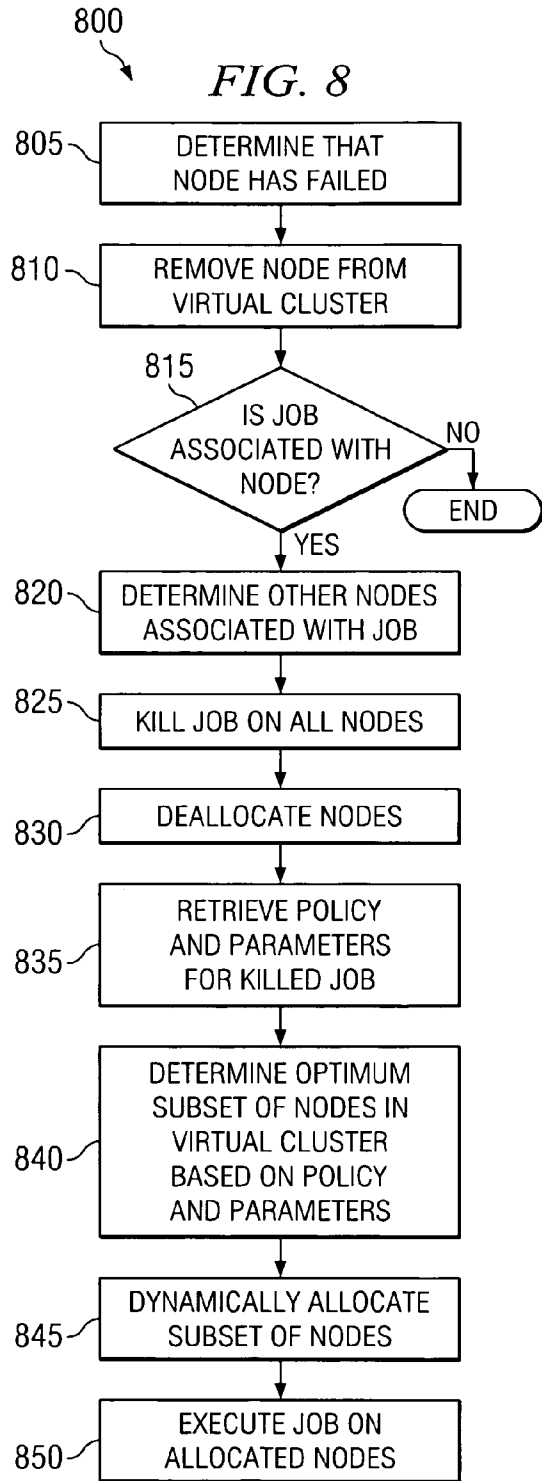 800
FIG. 8
805
DETERMINE THAT
NODE HAS FAILED
810
REMOVE NODE FROM
VIRTUAL CLUSTER
815
IS JOB
ASSOCIATED WITH
NODE?
NO
END
YES
820
DETERMINE OTHER NODES
ASSOCIATED WITH JOB
825
KILL JOB ON ALL NODES
830
DEALLOCATE NODES
835
RETRIEVE POLICY
AND PARAMETERS
FOR KILLED JOB
840
DETERMINE OPTIMUM
SUBSET OF NODES IN
VIRTUAL CLUSTER
BASED ON POLICY
AND PARAMETERS
845
DYNAMICALLY ALLOCATE
SUBSET OF NODES
850
EXECUTE JOB ON
ALLOCATED NODES